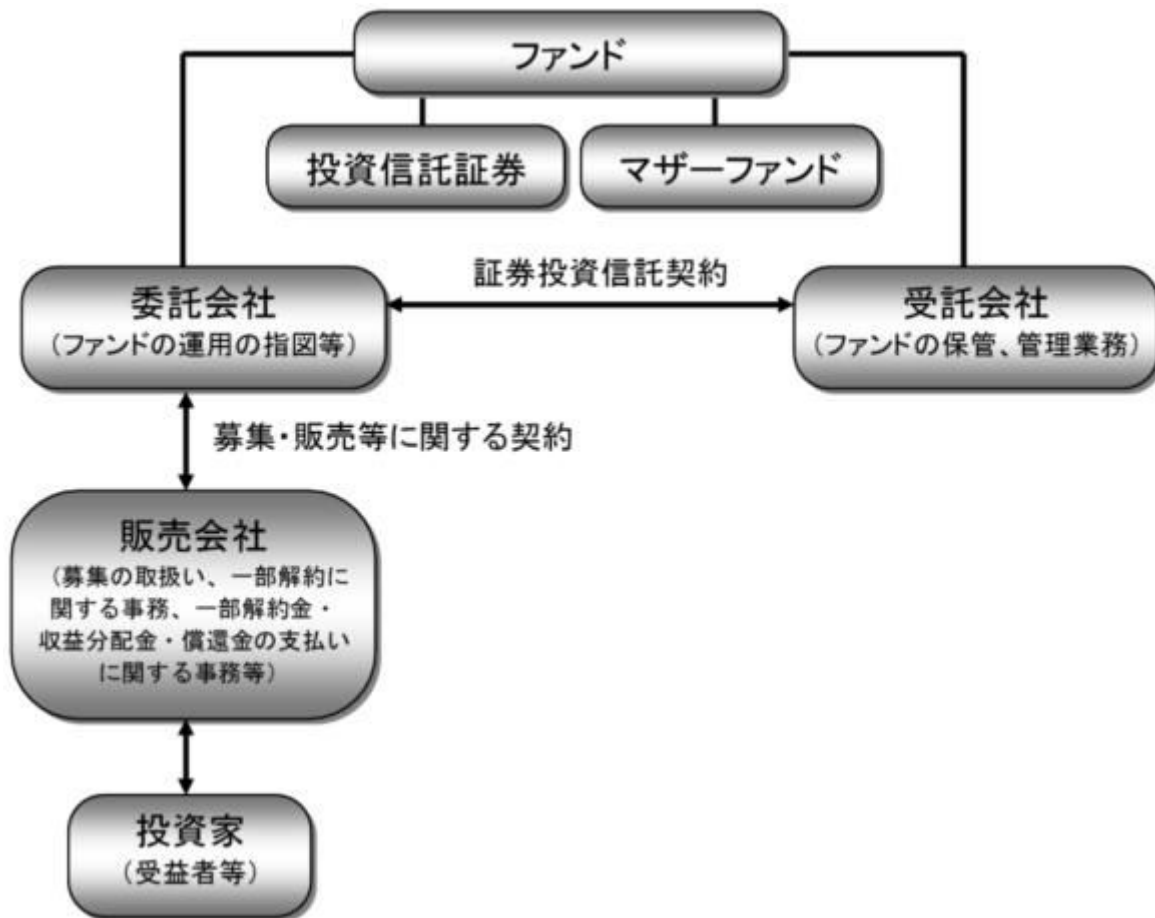 ファンド
投資信託証券
マザーファンド
証券投資信託契約
委託会社
(ファンドの運用の指図等)
受託会社
(ファンドの保管、管理業務)
募集・販売等に関する契約
販売会社
(募集の取扱い、一部解約に
関する事務、一部解約金・
収益分配金・償還金の支払い
に関する事務等)
投資家
(受益者等)